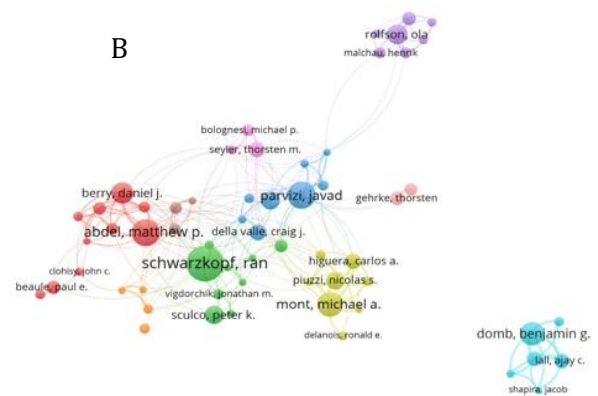 rolfson, ola
B
malchau, henrik
bolognesi, michael p.
seyler, thorsten m.
berry, daniel j.
parvizi, javad
gehrke, thorsten
abdel, matthew p.
della valle, craig j.
schwarzkopf, ran
higuera, carlos a.
clohisy, john c.
piuzzi, nicolas s.
beaule, paul e.
vigdorchik, jonathan m.
mont, michael a.
sculco, peter k.
delanois, ronald e.
domb, benjamin g.
lall, ajay c.
shapira, jacob